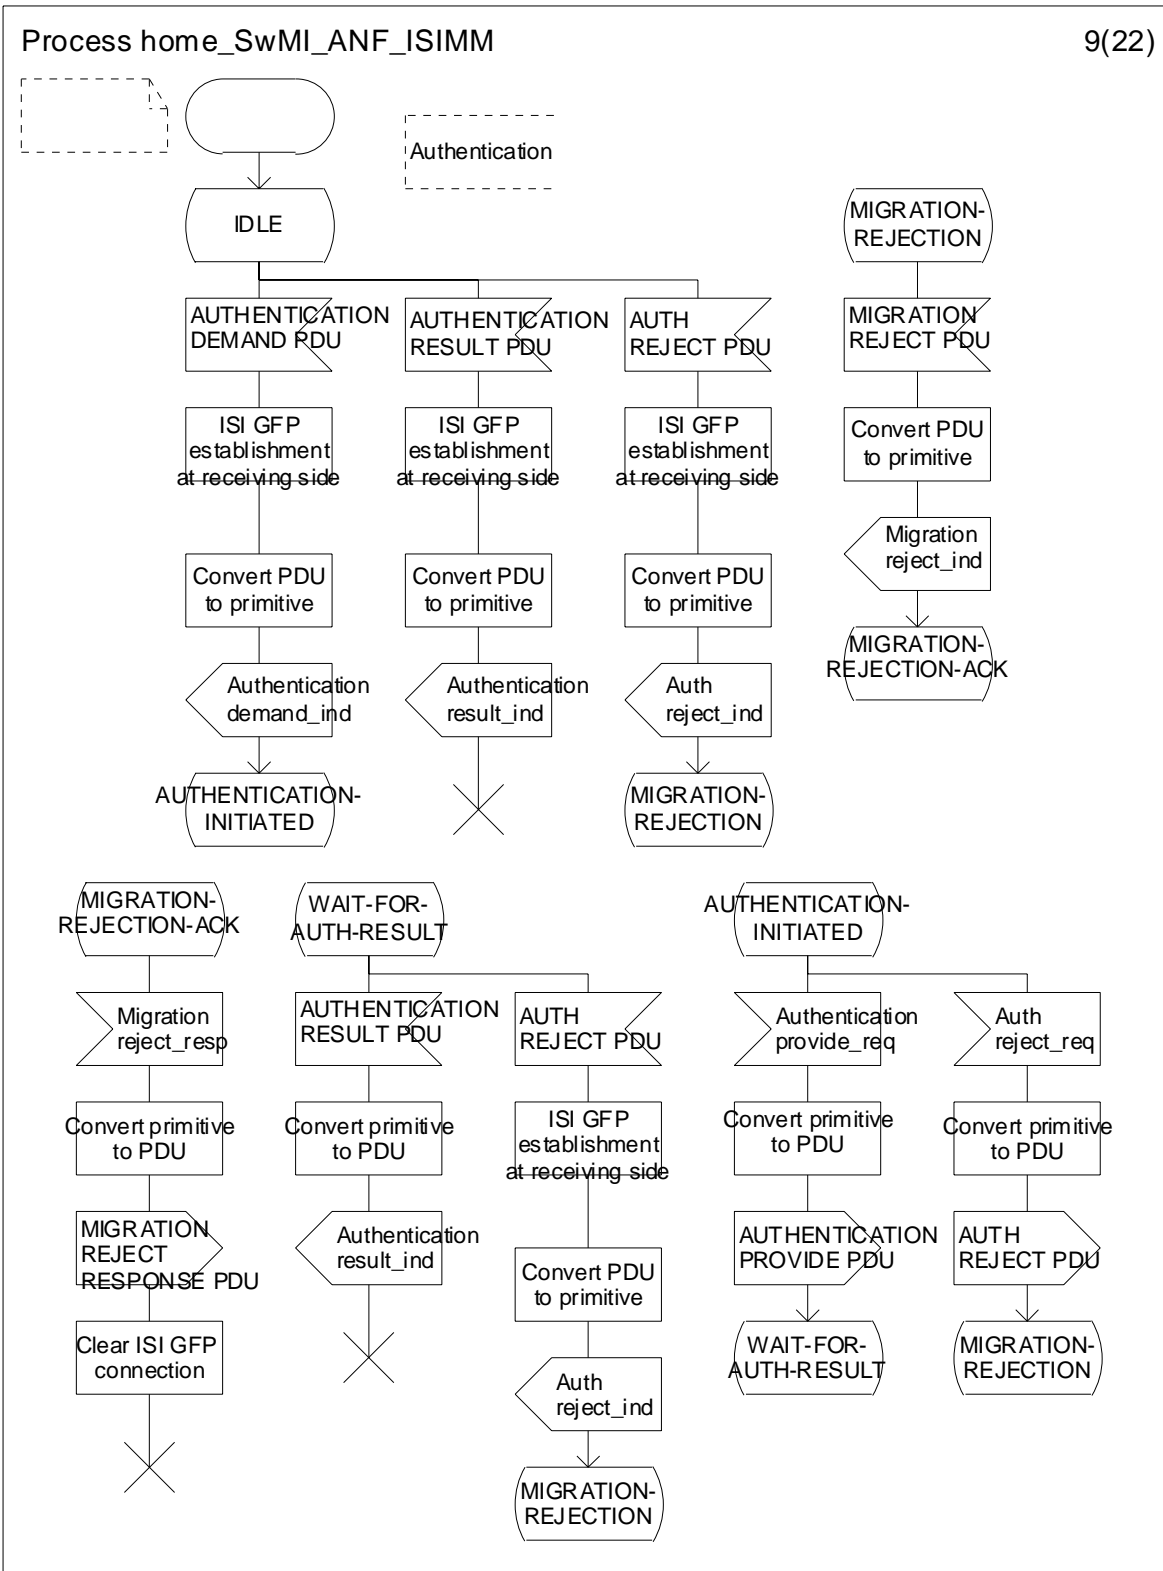 Process home_SwMI_ANF_ISIMM
9(22)
Authentication
IDLE
MIGRATION-
REJECTION
AUTHENTICATION
DEMAND PDU
AUTHENTICATION
RESULT PDU
AUTH
REJECT PDU
MIGRATION
REJECT PDU
ISI GFP
establishment
at receiving side
ISI GFP
establishment
at receiving side
ISI GFP
establishment
at receiving side
Convert PDU
to primitive
Migration
reject_ind
Convert PDU
to primitive
Convert PDU
to primitive
Convert PDU
to primitive
MIGRATION-
REJECTION-ACK
Authentication
demand_ind
Authentication
result_ind
Auth
reject_ind
AUTHENTICATION-
INITIATED
MIGRATION-
REJECTION
MIGRATION-
REJECTION-ACK
WAIT-FOR-
AUTH-RESULT
AUTHENTICATION-
INITIATED
Migration
reject_resp
AUTHENTICATION
RESULT PDU
AUTH
REJECT PDU
Authentication
provide_req
Auth
reject_req
Convert primitive
to PDU
Convert primitive
to PDU
ISI GFP
establishment
at receiving side
Convert primitive
to PDU
Convert primitive
to PDU
MIGRATION
REJECT
RESPONSE PDU
Authentication
result_ind
Convert PDU
to primitive
AUTHENTICATION
PROVIDE PDU
AUTH
REJECT PDU
Clear ISI GFP
connection
Auth
reject_ind
WAIT-FOR-
AUTH-RESULT
MIGRATION-
REJECTION
MIGRATION-
REJECTION